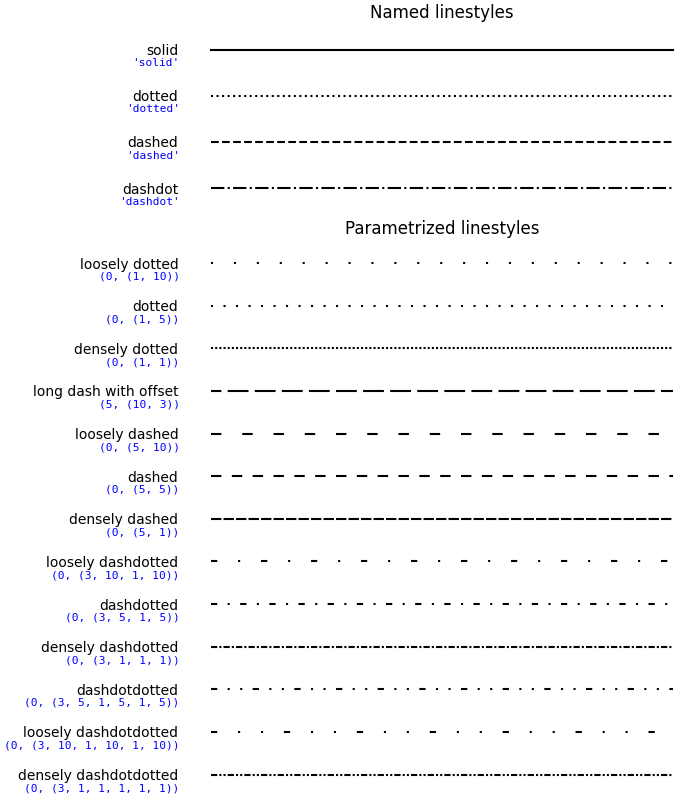 Named linestyles
solid
'solid'
dotted
'dotted'
dashed
'dashed'
dashdot
'dashdot'
Parametrized linestyles
loosely dotted
(0, (1, 10))
dotted
(0, (1, 5))
densely dotted
(0, (1, 1))
long dash with offset
(5, (10, 3))
loosely dashed
(0, (5, 10))
dashed
(0, (5, 5))
densely dashed
(0, (5, 1))
loosely dashdotted
(0, (3, 10, 1, 10))
dashdotted
(0, (3, 5, 1, 5))
densely dashdotted
(0, (3, 1, 1, 1))
dashdotdotted
(0, (3, 5, 1, 5, 1, 5))
loosely dashdotdotted
(0, (3, 10, 1, 10, 1, 10))
densely dashdotdotted
(0, (3, 1, 1, 1, 1, 1))